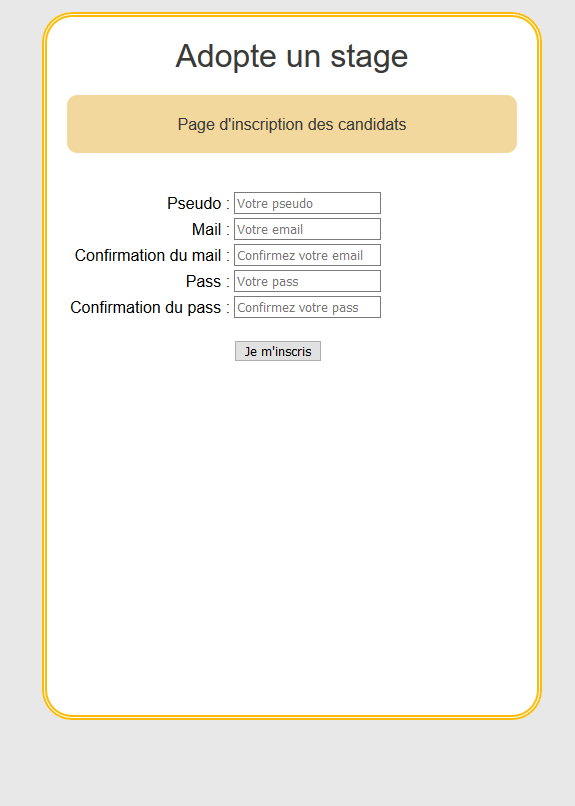 Adopte un stage
Page d'inscription des candidats
Pseudo : Votre pseudo
Mail : Votre email
Confirmation du mail : Confirmez votre email
Pass : Votre pass
Confirmation du pass : Confirmez votre pass
Je m'inscris